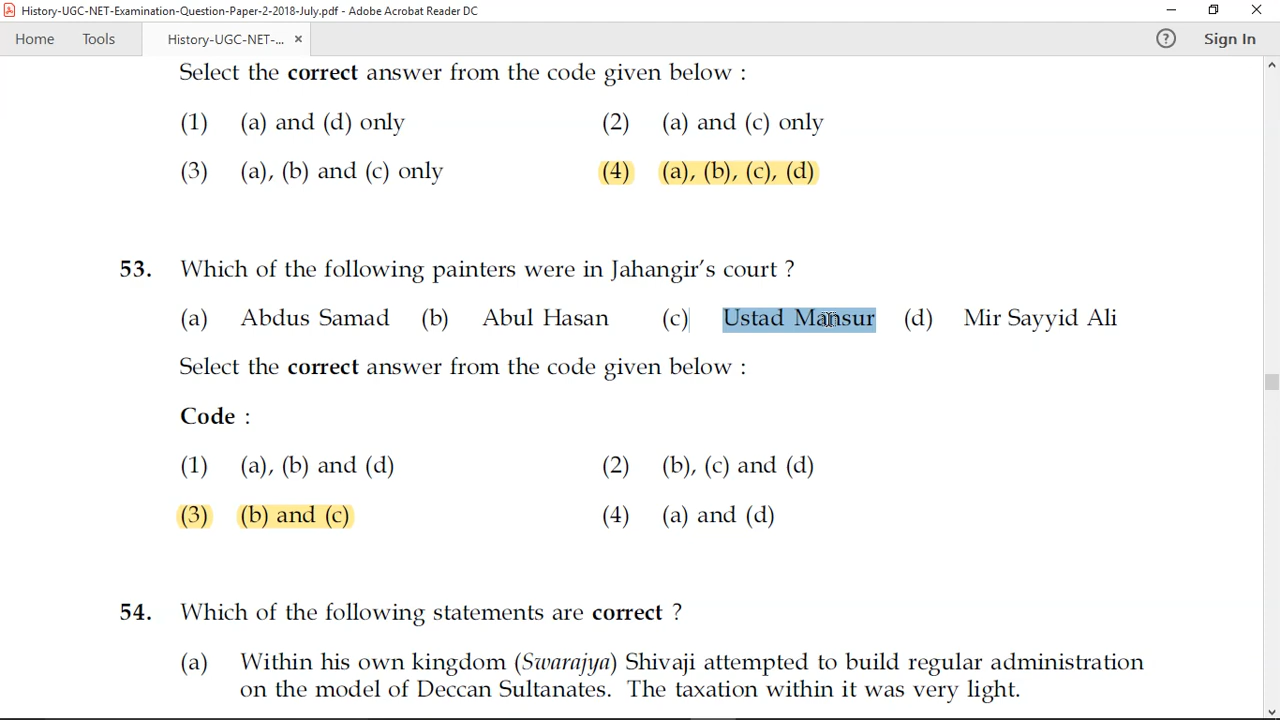 History-UGC-NET-Examination-Question-Paper-2-2018-July.pdf - Adobe Acrobat Reader DC
Home Tools History-UGC-NET-... × ? Sign In
Select the correct answer from the code given below :
(1) (a) and (d) only (2) (a) and (c) only
(3) (a), (b) and (c) only (4) (a), (b), (c), (d)
53. Which of the following painters were in Jahangir's court ?
(a) Abdus Samad (b) Abul Hasan (c) Ustad Mansur (d) Mir Sayyid Ali
Select the correct answer from the code given below :
Code :
(1) (a), (b) and (d) (2) (b), (c) and (d)
(3) (b) and (c) (4) (a) and (d)
54. Which of the following statements are correct ?
(a) Within his own kingdom (Swarajya) Shivaji attempted to build regular administration
on the model of Deccan Sultanates. The taxation within it was very light.